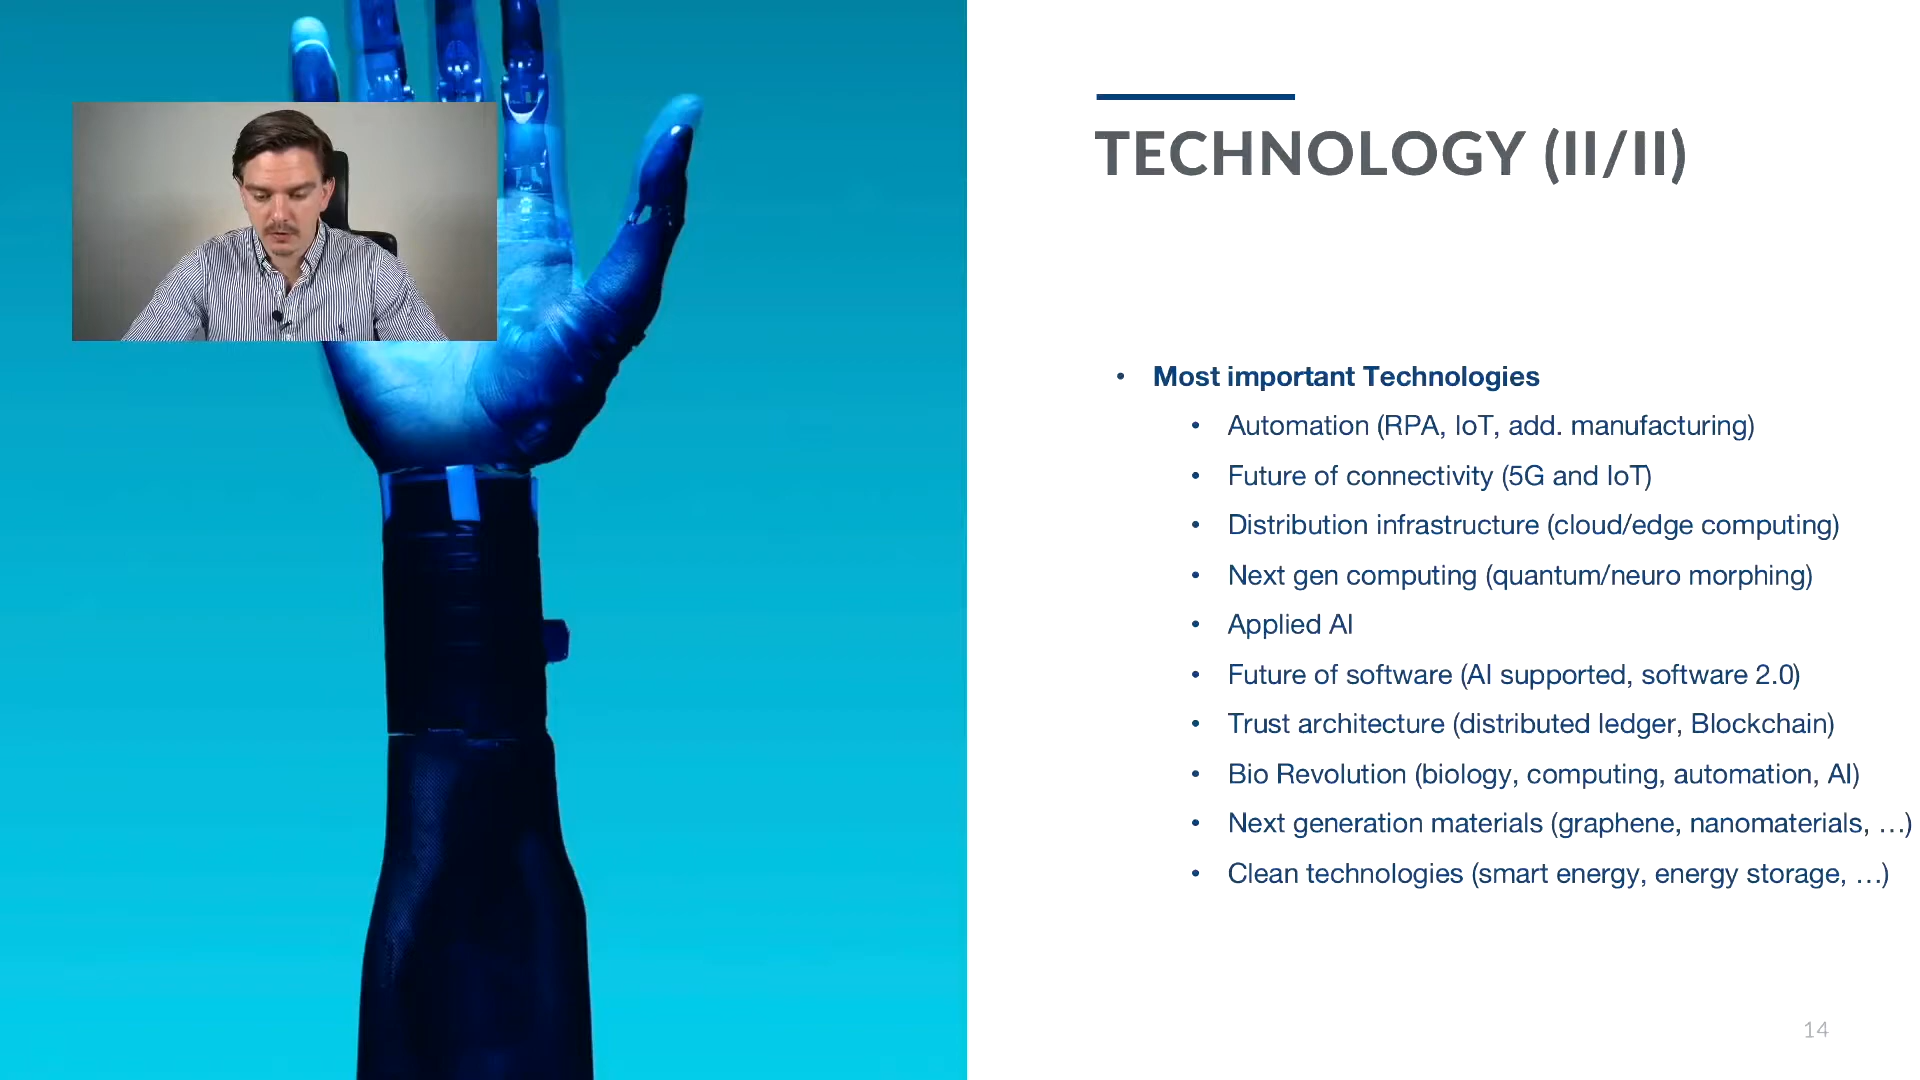 TECHNOLOGY (II/II)
• Most important Technologies
• Automation (RPA, IoT, add. manufacturing)
• Future of connectivity (5G and IoT)
• Distribution infrastructure (cloud/edge computing)
• Next gen computing (quantum/neuro morphing)
• Applied AI
• Future of software (AI supported, software 2.0)
• Trust architecture (distributed ledger, Blockchain)
• Bio Revolution (biology, computing, automation, AI)
• Next generation materials (graphene, nanomaterials, …)
• Clean technologies (smart energy, energy storage, …)
14